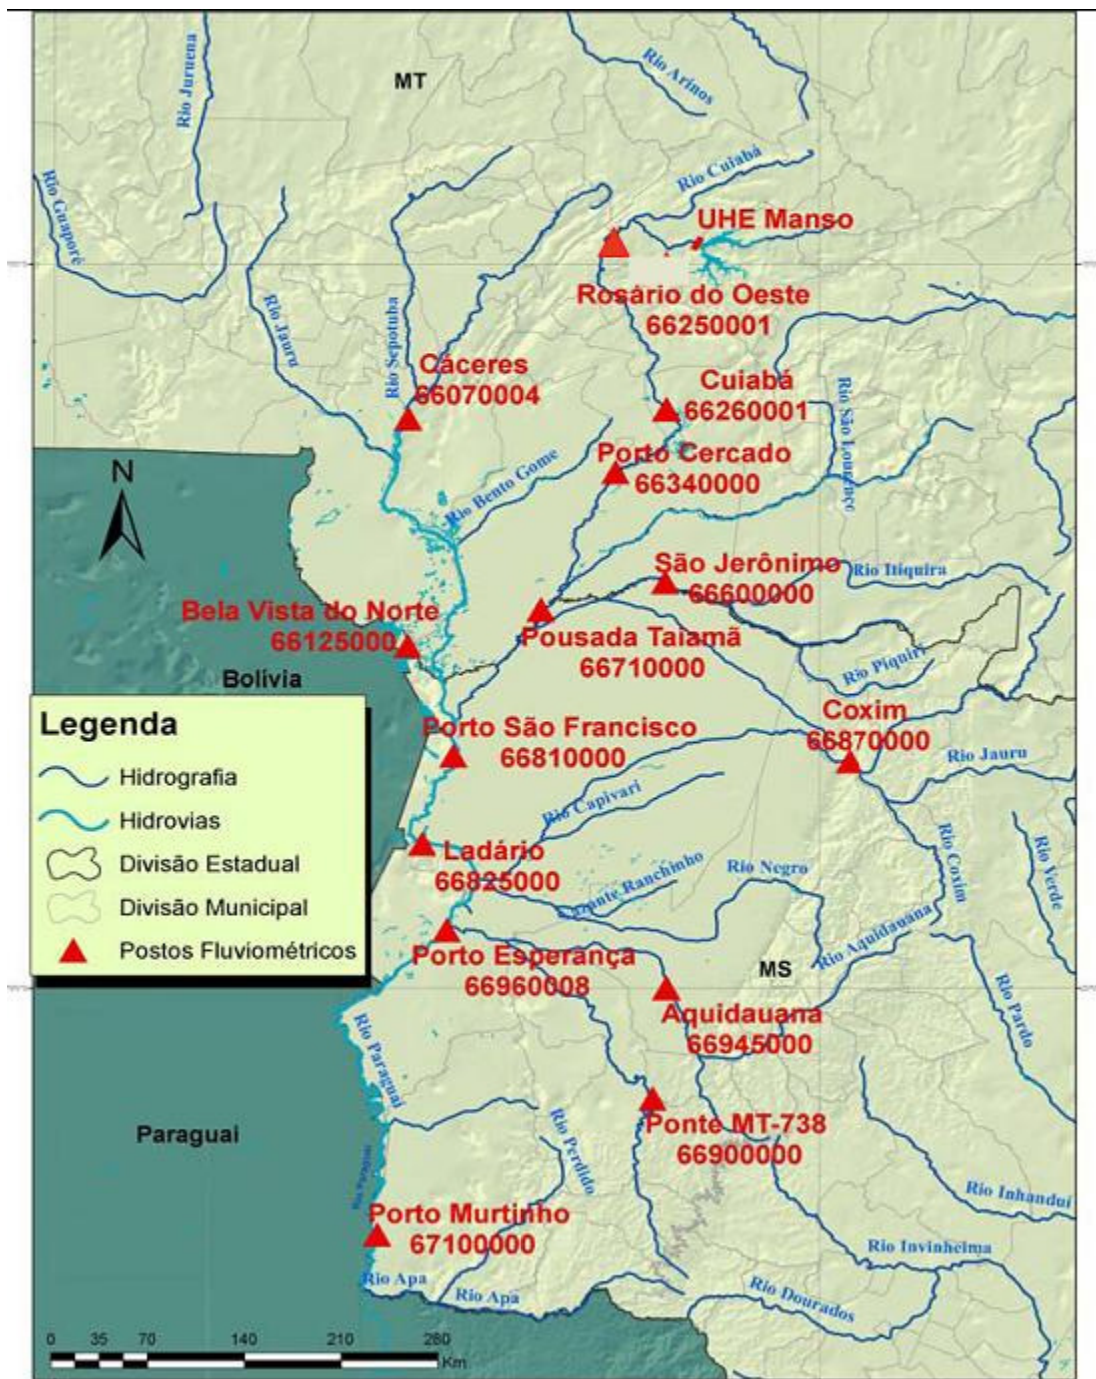 MT
Rio Juruena
Rio Arinos
Rio Guaporé
Rio Cuiabá
UHE Manso
Rosário do Oeste
66250001
Rio Jauru
Rio Sepotuba
Cáceres
66070004
Cuiabá
66260001
Rio São Lourenço
N
Rio Bento Gome
Porto Cercado
66340000
São Jerônimo
66600000
Rio Itiquira
Bela Vista do Norte
66125000
Pousada Taiamã
66710000
Rio Piquiri
Bolívia
Coxim
66870000
Rio Jauru
Porto São Francisco
66810000
Legenda
Hidrografia
Hidrovias
Divisão Estadual
Divisão Municipal
Postos Fluviométricos
Rio Capivari
Rio Verde
Rio Coxim
Ladário
66825000
Ranchinho
Rio Negro
Rio Aquidauana
MS
Porto Esperança
66960008
Aquidauana
66945000
Rio Pardo
Rio Paraguai
Paraguai
Rio Perdido
Ponte MT-738
66900000
Rio Paraguai
Rio Inhanduí
Porto Murtinho
67100000
Rio Invinheima
Rio Apa
Rio Apa
Rio Dourados
0 35 70 140 210 280
Km